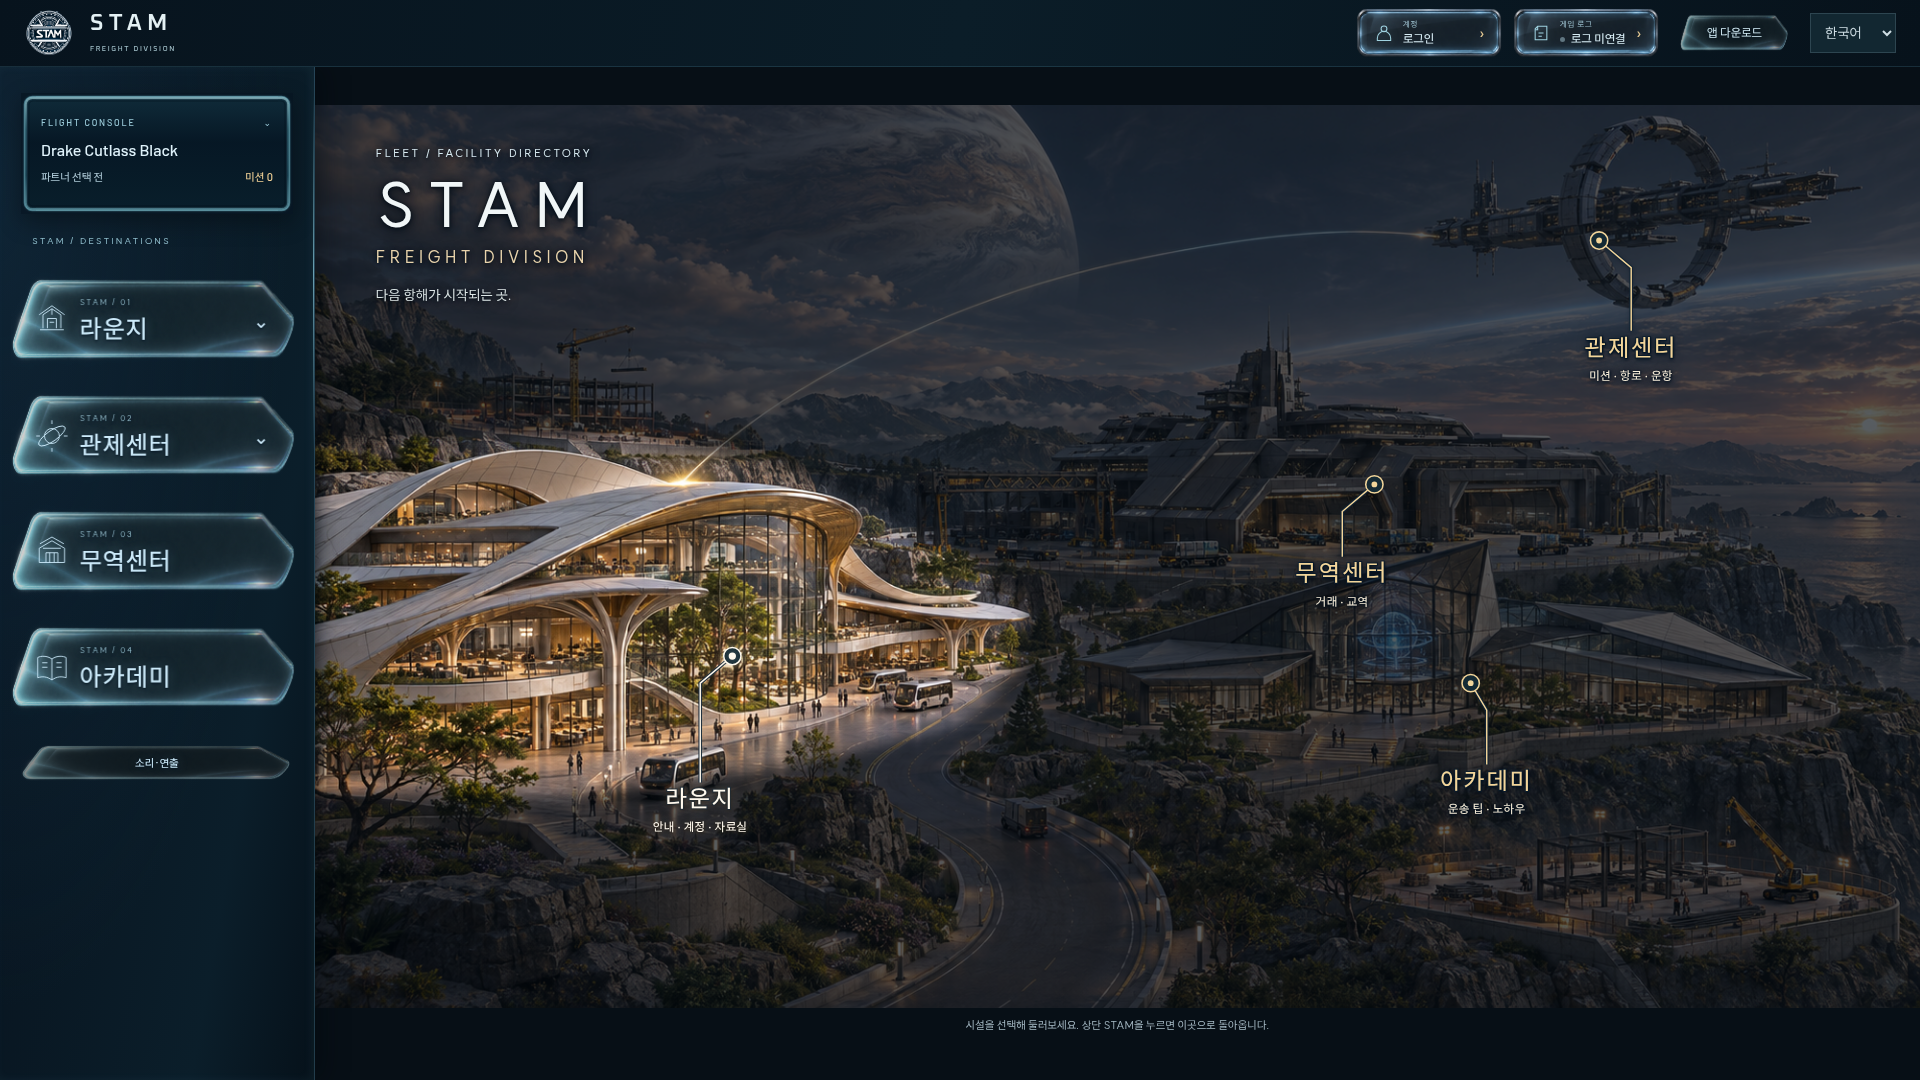 STAM
STAM
FREIGHT DIVISION
계정
로그인
게임 로그
로그 미연결
앱 다운로드
한국어
FLIGHT CONSOLE
Drake Cutlass Black
파트너 선택 전
미션 0
STAM / DESTINATIONS
STAM / 01
라운지
STAM / 02
관제센터
STAM / 03
무역센터
STAM / 04
아카데미
소리·연출
FLEET / FACILITY DIRECTORY
STAM
FREIGHT DIVISION
다음 항해가 시작되는 곳.
관제센터
미션 · 항로 · 운항
무역센터
거래 · 교역
아카데미
운송 팁 · 노하우
라운지
안내 · 계정 · 자료실
시설을 선택해 둘러보세요. 상단 STAM을 누르면 이곳으로 돌아옵니다.